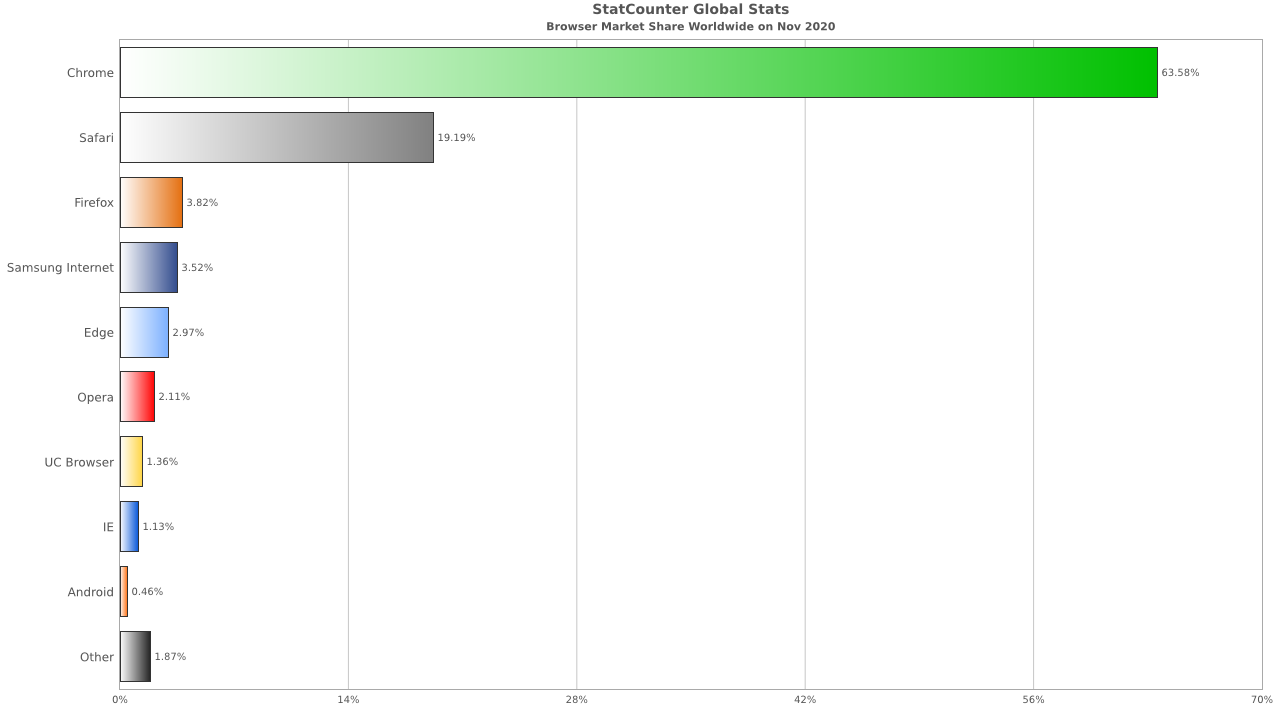 StatCounter Global Stats
Browser Market Share Worldwide on Nov 2020
Chrome 63.58%
Safari 19.19%
Firefox 3.82%
Samsung Internet 3.52%
Edge 2.97%
Opera 2.11%
UC Browser 1.36%
IE 1.13%
Android 0.46%
Other 1.87%
0% 14% 28% 42% 56% 70%